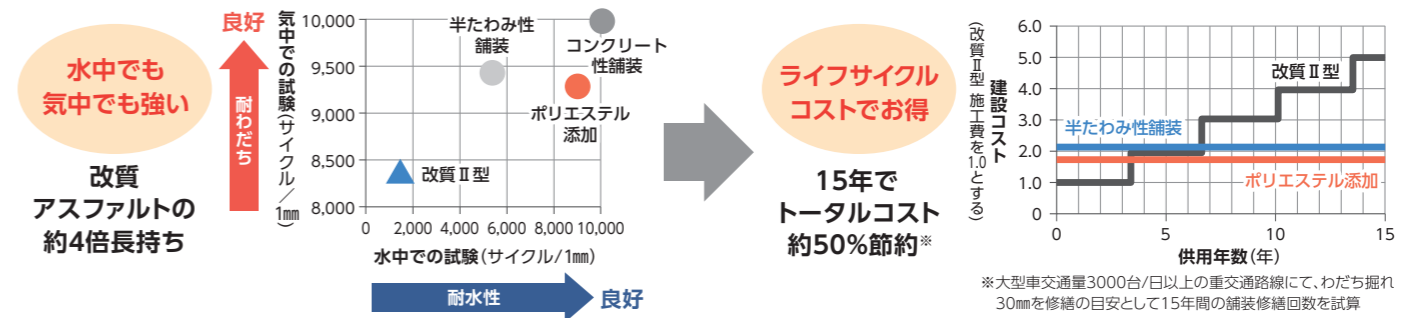 水中でも
気中でも強い
改質
アスファルトの
約4倍長持ち
良好
耐わだち
気中での試験(サイクル/1㎜)
10,000
9,500
9,000
8,500
8,000
半たわみ性
舗装
コンクリート
性舗装
ポリエステル
添加
改質Ⅱ型
0
2,000
4,000
6,000
8,000
10,000
水中での試験(サイクル/1㎜)
耐水性
良好
ライフサイクル
コストでお得
15年で
トータルコスト
約50%節約※
(改質Ⅱ型 施工費を1.0とする)
建設コスト
6.0
5.0
4.0
3.0
2.0
1.0
0
改質Ⅱ型
半たわみ性舗装
ポリエステル添加
0
5
10
15
供用年数(年)
※大型車交通量3000台/日以上の重交通路線にて、わだち掘れ
30㎜を修繕の目安として15年間の舗装修繕回数を試算